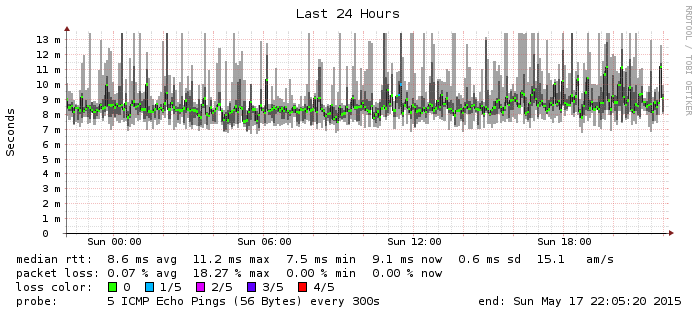 Last 24 Hours
RRDTOOL / TOBI OETIKER
Seconds
13 m
12 m
11 m
10 m
9 m
8 m
7 m
6 m
5 m
4 m
3 m
2 m
1 m
0
Sun 00:00 Sun 06:00 Sun 12:00 Sun 18:00
median rtt: 8.6 ms avg 11.2 ms max 7.5 ms min 9.1 ms now 0.6 ms sd 15.1 am/s
packet loss: 0.07 % avg 18.27 % max 0.00 % min 0.00 % now
loss color: 0 1/5 2/5 3/5 4/5
probe: 5 ICMP Echo Pings (56 Bytes) every 300s end: Sun May 17 22:05:20 2015